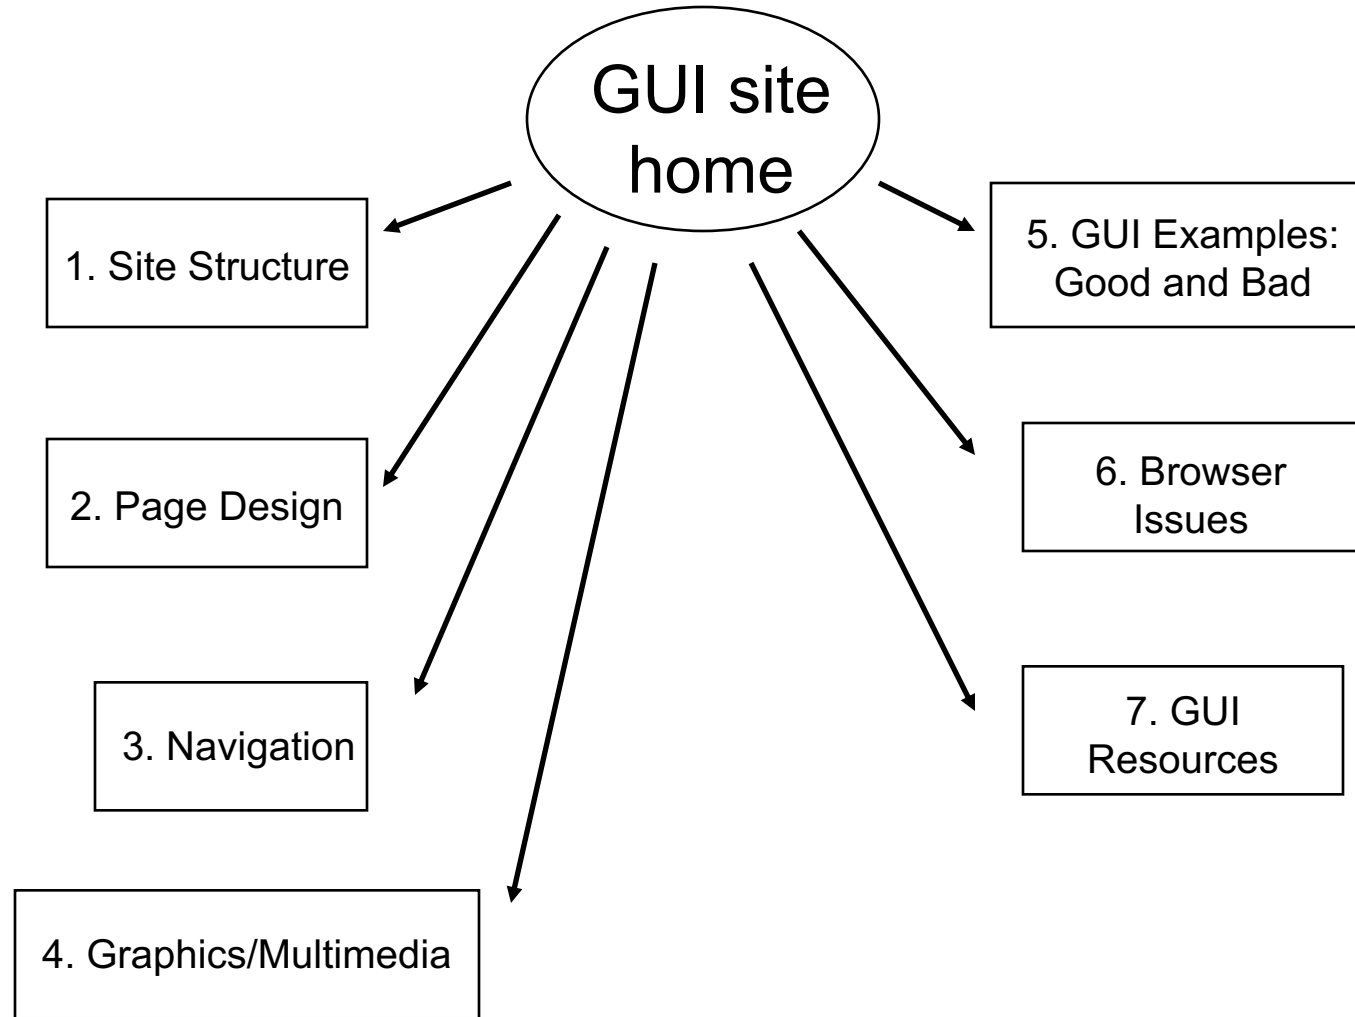 GUI site
home
1. Site Structure
2. Page Design
3. Navigation
4. Graphics/Multimedia
5. GUI Examples:
Good and Bad
6. Browser
Issues
7. GUI
Resources